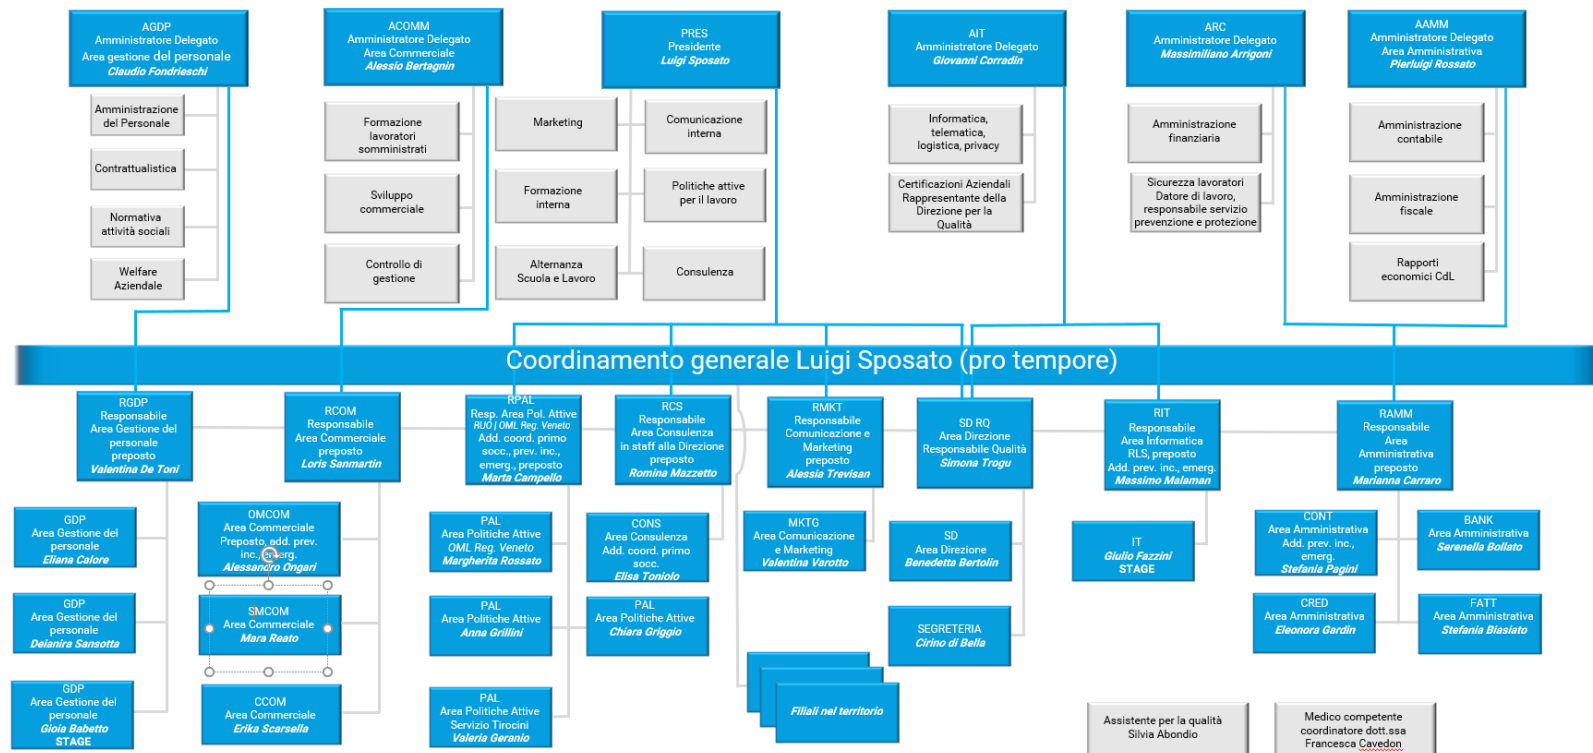 AGDP
Amministratore Delegato
Area gestione del personale
Claudio Fondrieschi
ACOMM
Amministratore Delegato
Area Commerciale
Alessio Bertagnin
PRES
Presidente
Luigi Sposato
AIT
Amministratore Delegato
Giovanni Corradin
ARC
Amministratore Delegato
Massimiliano Arrigoni
AAMM
Amministratore Delegato
Area Amministrativa
Pierluigi Rossato
Amministrazione
del Personale
Contrattualistica
Normativa
attività sociali
Welfare
Aziendale
Formazione
lavoratori
somministrati
Sviluppo
commerciale
Controllo di
gestione
Marketing
Comunicazione
interna
Formazione
interna
Politiche attive
per il lavoro
Alternanza
Scuola e Lavoro
Consulenza
Informatica,
telematica,
logistica, privacy
Certificazioni Aziendali
Rappresentante della
Direzione per la
Qualità
Amministrazione
finanziaria
Sicurezza lavoratori
Datore di lavoro,
responsabile servizio
prevenzione e protezione
Amministrazione
contabile
Amministrazione
fiscale
Rapporti
economici CdL
Coordinamento generale Luigi Sposato (pro tempore)
RGDP
Responsabile
Area Gestione del
personale
preposto
Valentina De Toni
RCOM
Responsabile
Area Commerciale
preposto
Loris Sanmartin
RPAL
Resp. Area Pol. Attive
RUO | OML Reg. Veneto
Add. coord. primo
socc., prev. inc.,
emerg., preposto
Marta Campello
RCS
Responsabile
Area Consulenza
in staff alla Direzione
preposto
Romina Mazzetto
RMKT
Responsabile
Comunicazione e
Marketing
preposto
Alessia Trevisan
SD RQ
Area Direzione
Responsabile Qualità
Simona Trogu
RIT
Responsabile
Area Informatica
RLS, preposto
Add. prev. inc., emerg.
Massimo Malaman
RAMM
Responsabile
Area
Amministrativa
preposto
Marianna Carraro
GDP
Area Gestione del
personale
Eliana Calore
GDP
Area Gestione del
personale
Deianira Sansotta
GDP
Area Gestione del
personale
Gioia Babetto
STAGE
OMCOM
Area Commerciale
Preposto, add. prev.
inc., emerg.
Alessandro Ongari
SMCOM
Area Commerciale
Mara Reato
CCOM
Area Commerciale
Erika Scarsella
PAL
Area Politiche Attive
OML Reg. Veneto
Margherita Rossato
PAL
Area Politiche Attive
Anna Grillini
PAL
Area Politiche Attive
Servizio Tirocini
Valeria Geranio
CONS
Area Consulenza
Add. coord. primo
socc.
Elisa Toniolo
PAL
Area Politiche Attive
Chiara Griggio
MKTG
Area Comunicazione
e Marketing
Valentina Varotto
Filiali nel territorio
SD
Area Direzione
Benedetta Bertolin
SEGRETERIA
Cirino di Bella
IT
Giulio Fazzini
STAGE
CONT
Area Amministrativa
Add. prev. inc.,
emerg.
Stefania Pagini
BANK
Area Amministrativa
Serenella Bollato
CRED
Area Amministrativa
Eleonora Gardin
FATT
Area Amministrativa
Stefania Biasiato
Assistente per la qualità
Silvia Abondio
Medico competente
coordinatore dott.ssa
Francesca Cavedon